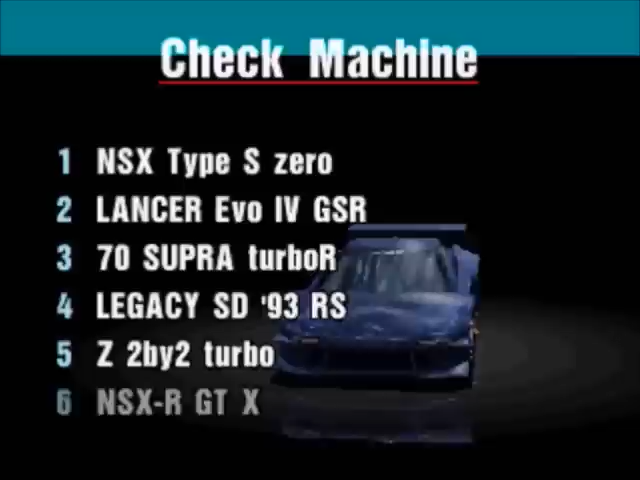 Check Machine
1 NSX Type S zero
2 LANCER Evo IV GSR
3 70 SUPRA turboR
4 LEGACY SD '93 RS
5 Z 2by2 turbo
6 NSX-R GT X